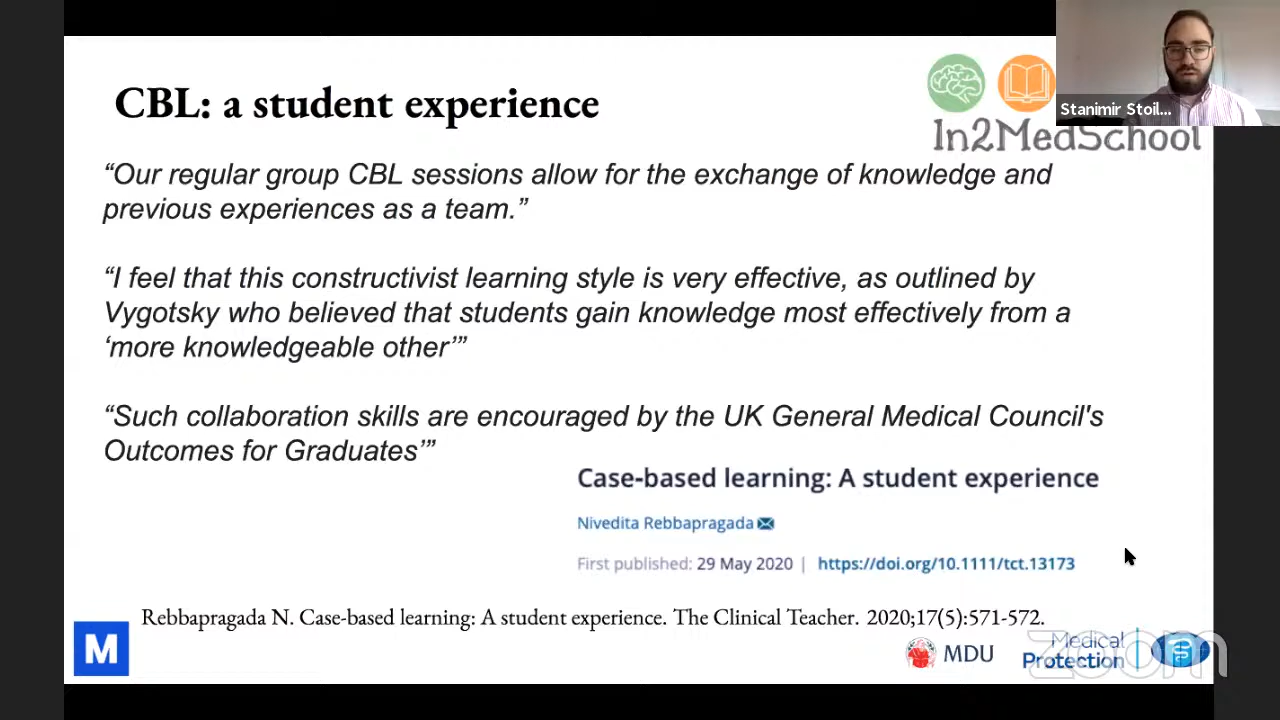 CBL: a student experience
In2MedSchool
Stanimir Stoil...
“Our regular group CBL sessions allow for the exchange of knowledge and
previous experiences as a team.”
“I feel that this constructivist learning style is very effective, as outlined by
Vygotsky who believed that students gain knowledge most effectively from a
‘more knowledgeable other’”
“Such collaboration skills are encouraged by the UK General Medical Council's
Outcomes for Graduates’”
Case-based learning: A student experience
Nivedita Rebbapragada
First published: 29 May 2020 | https://doi.org/10.1111/tct.13173
Rebbapragada N. Case-based learning: A student experience. The Clinical Teacher. 2020;17(5):571-572.
M
MDU
Medical
Protection
zoom